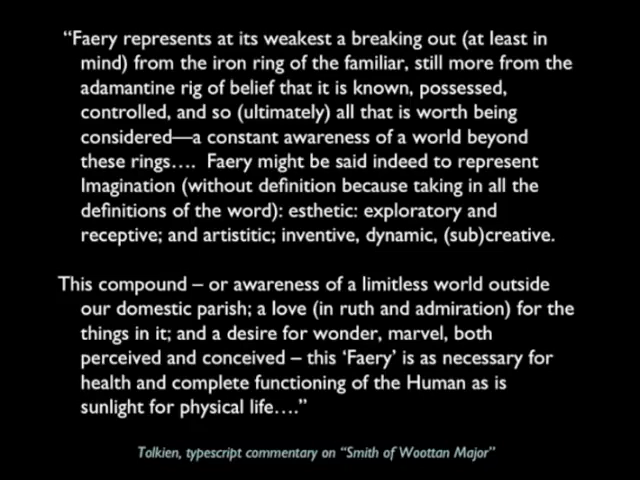 “Faery represents at its weakest a breaking out (at least in
mind) from the iron ring of the familiar, still more from the
adamantine rig of belief that it is known, possessed,
controlled, and so (ultimately) all that is worth being
considered—a constant awareness of a world beyond
these rings…. Faery might be said indeed to represent
Imagination (without definition because taking in all the
definitions of the word): esthetic: exploratory and
receptive; and artistitic; inventive, dynamic, (sub)creative.
This compound – or awareness of a limitless world outside
our domestic parish; a love (in ruth and admiration) for the
things in it; and a desire for wonder, marvel, both
perceived and conceived – this ‘Faery’ is as necessary for
health and complete functioning of the Human as is
sunlight for physical life….”
Tolkien, typescript commentary on “Smith of Woottan Major”